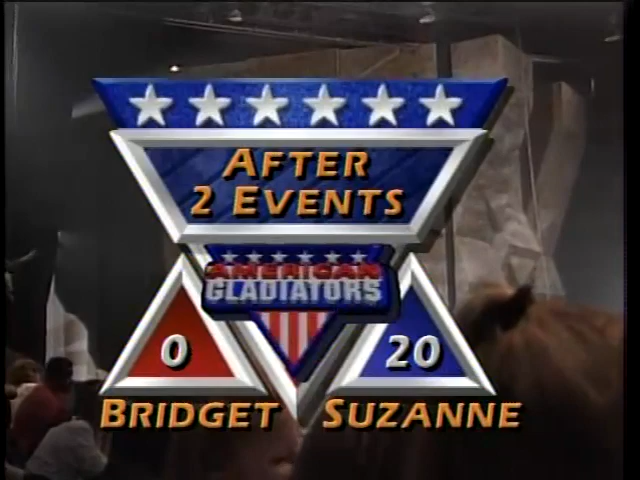 AFTER
2 EVENTS
AMERICAN
GLADIATORS
0 20
BRIDGET SUZANNE